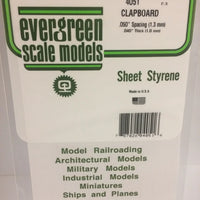 evergreen
scale models
4051
CLAPBOARD
.050" Spacing (1.3 mm)
.040" Thick (1.0 mm)
Sheet Styrene
Made in U.S.A.
Model Railroading
Architectural Models
Military Models
Industrial Models
Miniatures
Ships and Planes